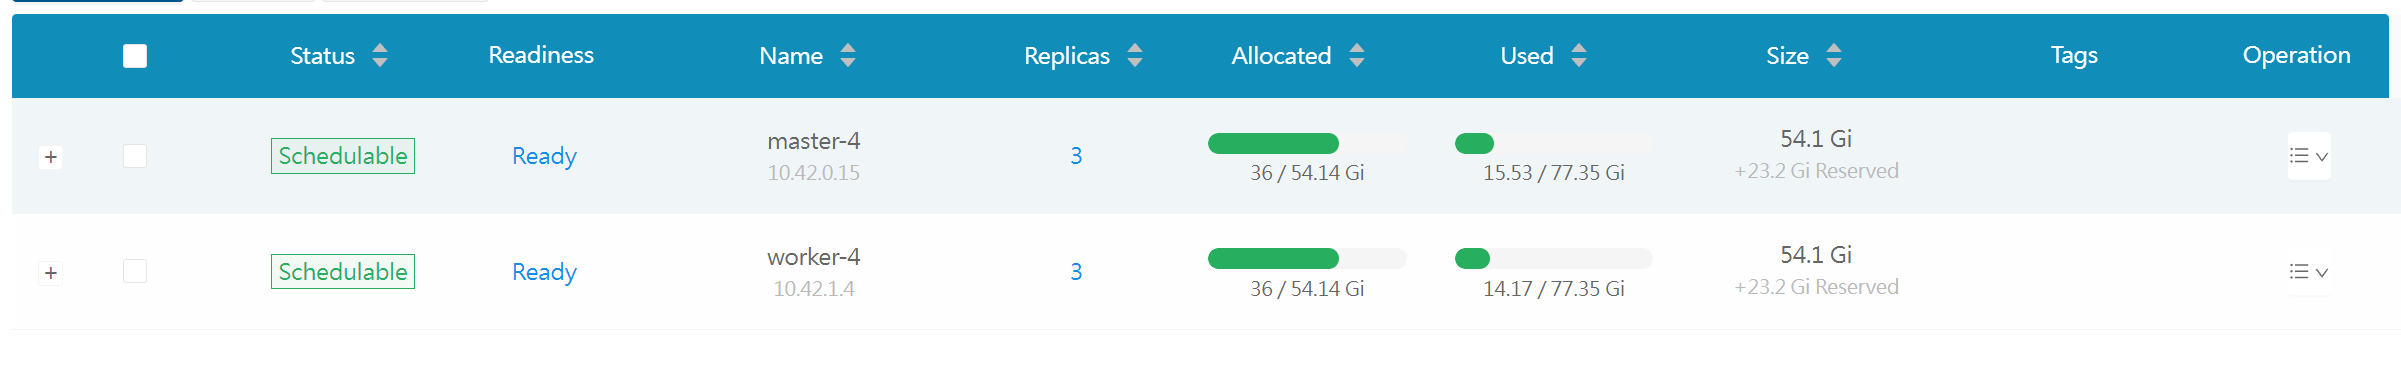 Status Readiness Name Replicas Allocated Used Size Tags Operation
+ Schedulable Ready master-4 3 54.1 Gi
10.42.0.15 36 / 54.14 Gi 15.53 / 77.35 Gi +23.2 Gi Reserved
+ Schedulable Ready worker-4 3 54.1 Gi
10.42.1.4 36 / 54.14 Gi 14.17 / 77.35 Gi +23.2 Gi Reserved